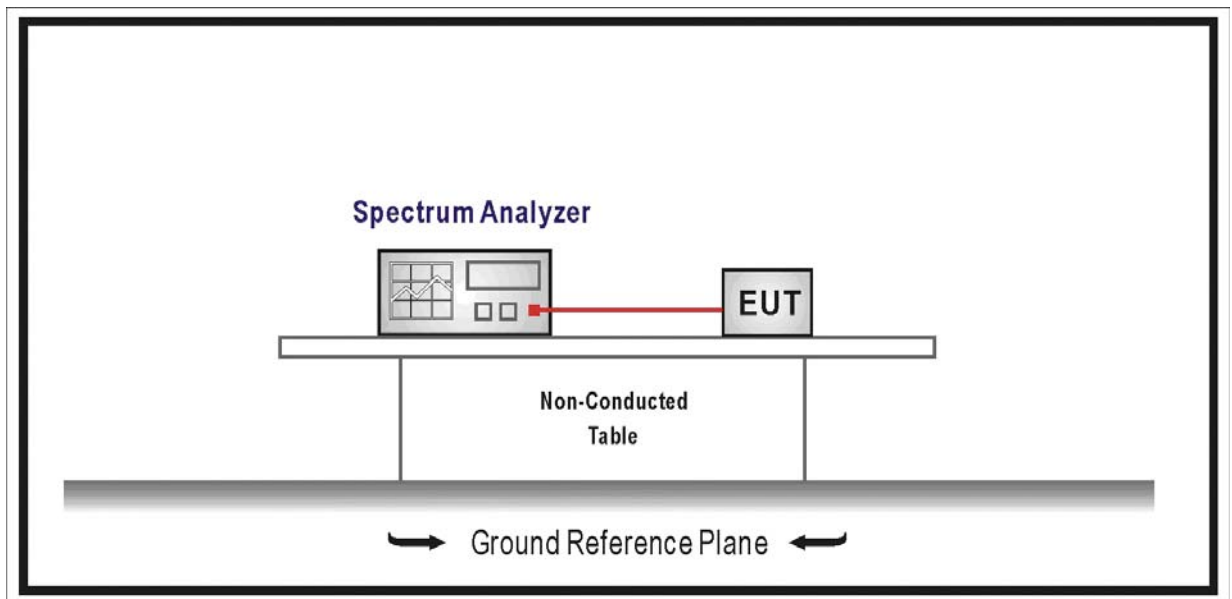 Spectrum Analyzer
EUT
Non-Conducted
Table
Ground Reference Plane